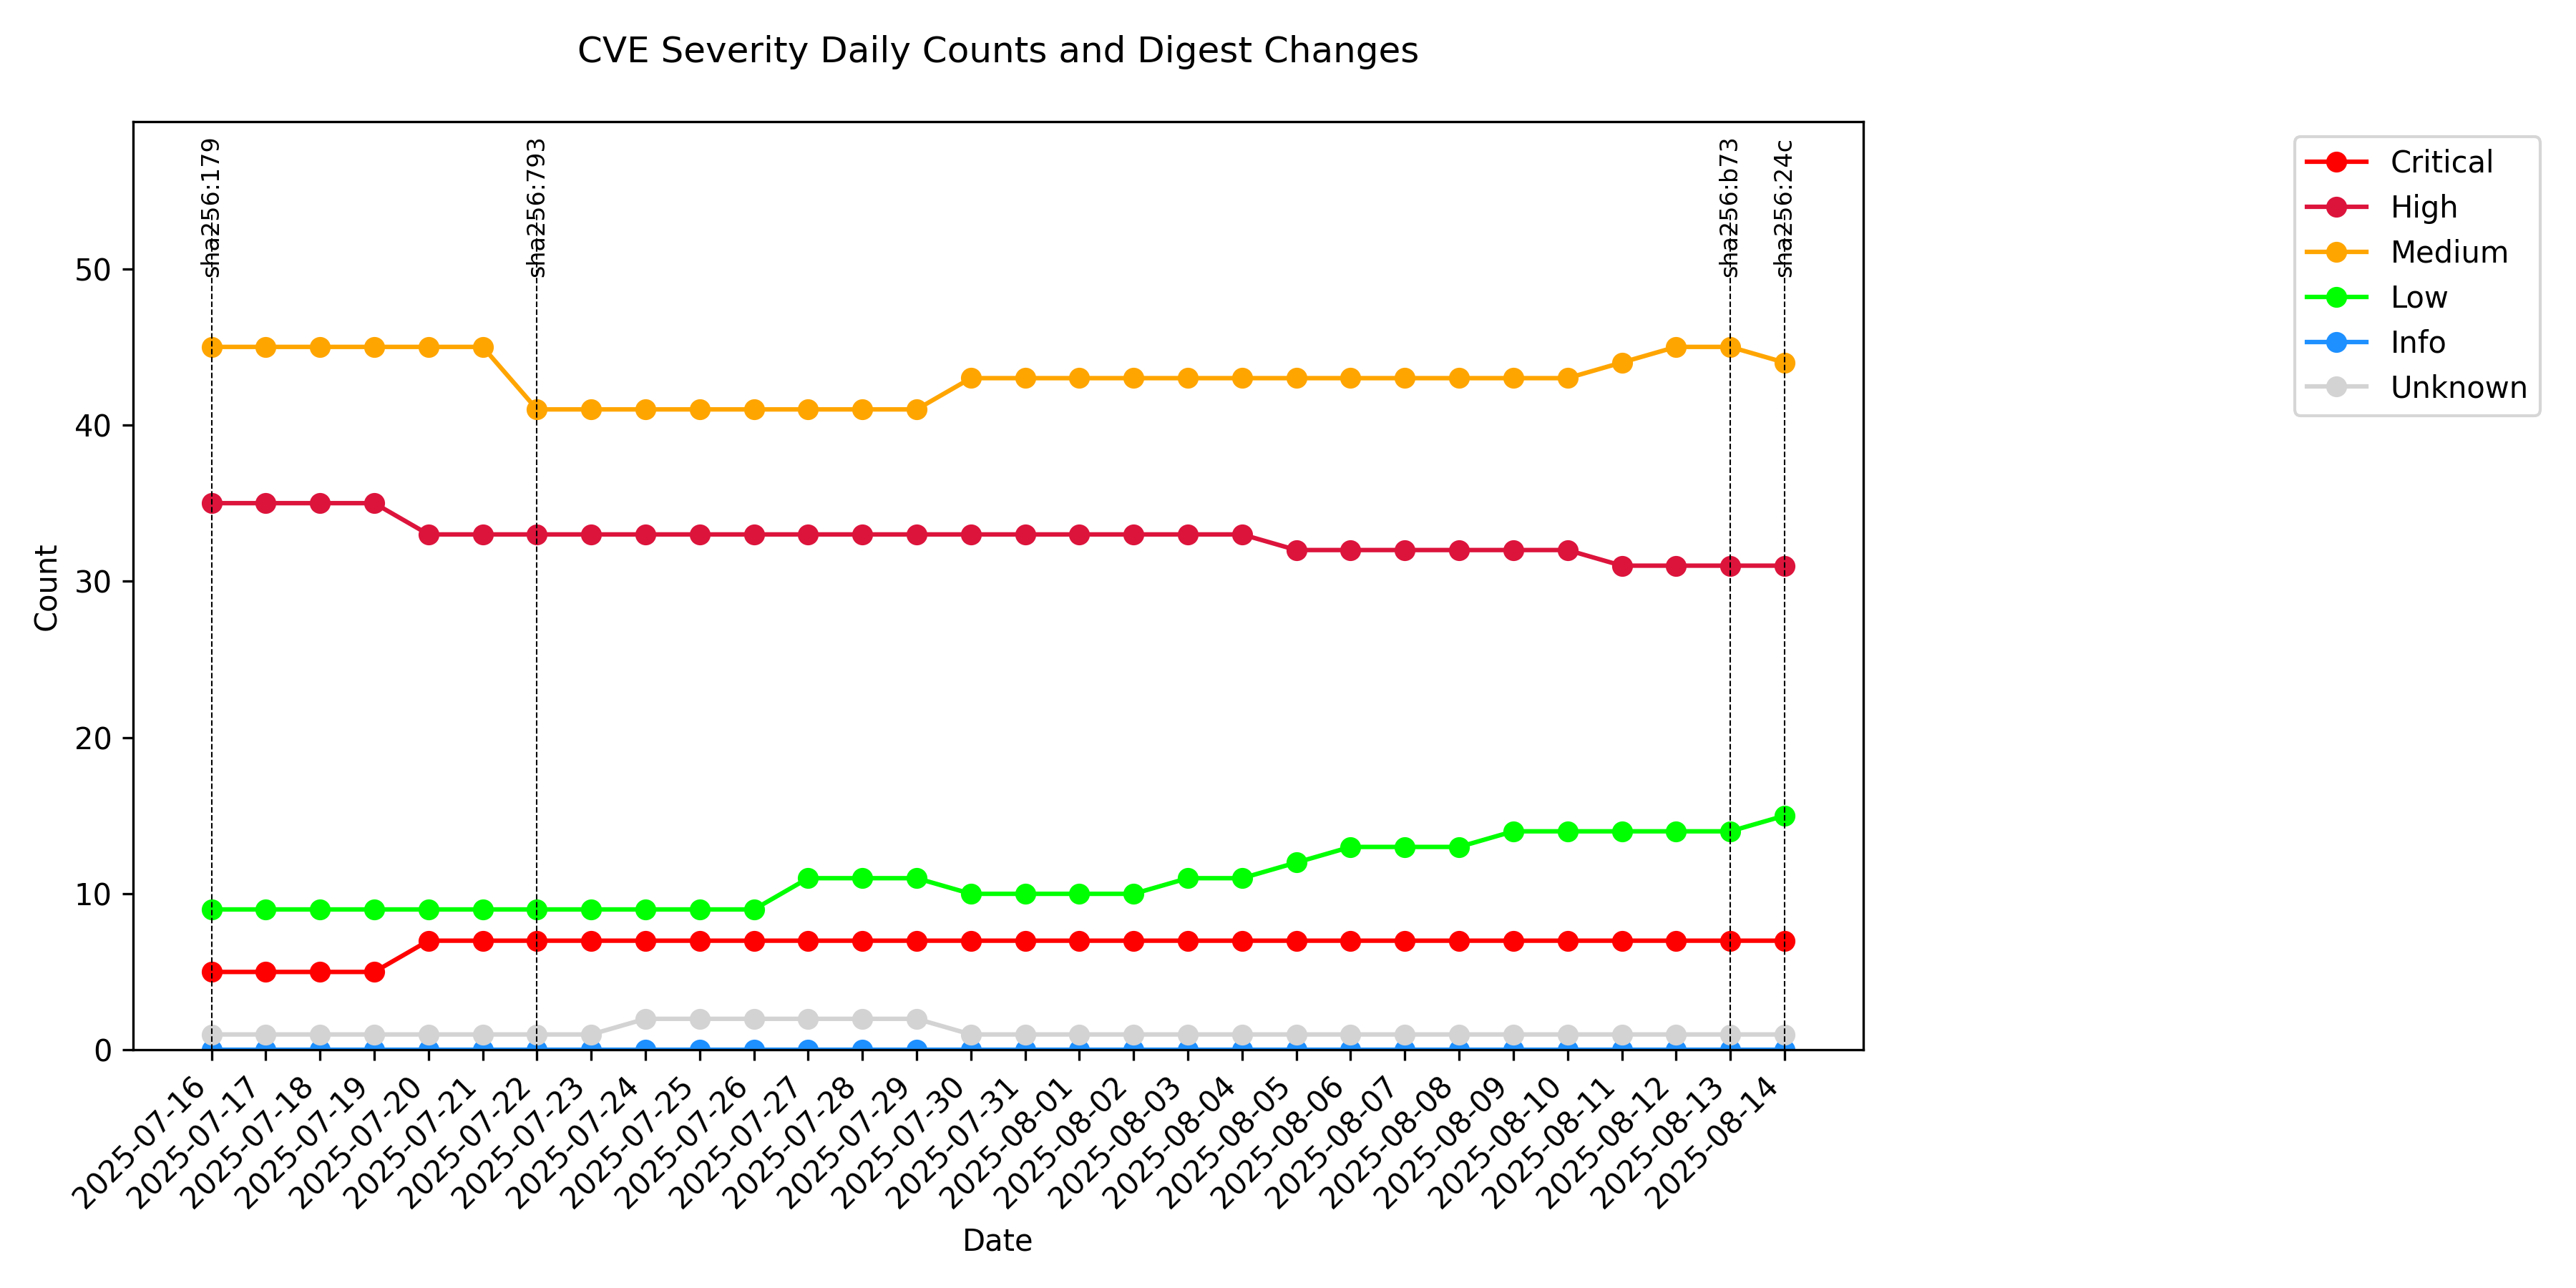 CVE Severity Daily Counts and Digest Changes
sha256:179
sha256:793
sha256:b73
sha256:24c
Critical
High
Medium
Low
Info
Unknown
Count
50
40
30
20
10
0
2025-07-16
2025-07-17
2025-07-18
2025-07-19
2025-07-20
2025-07-21
2025-07-22
2025-07-23
2025-07-24
2025-07-25
2025-07-26
2025-07-27
2025-07-28
2025-07-29
2025-07-30
2025-07-31
2025-08-01
2025-08-02
2025-08-03
2025-08-04
2025-08-05
2025-08-06
2025-08-07
2025-08-08
2025-08-09
2025-08-10
2025-08-11
2025-08-12
2025-08-13
2025-08-14
Date